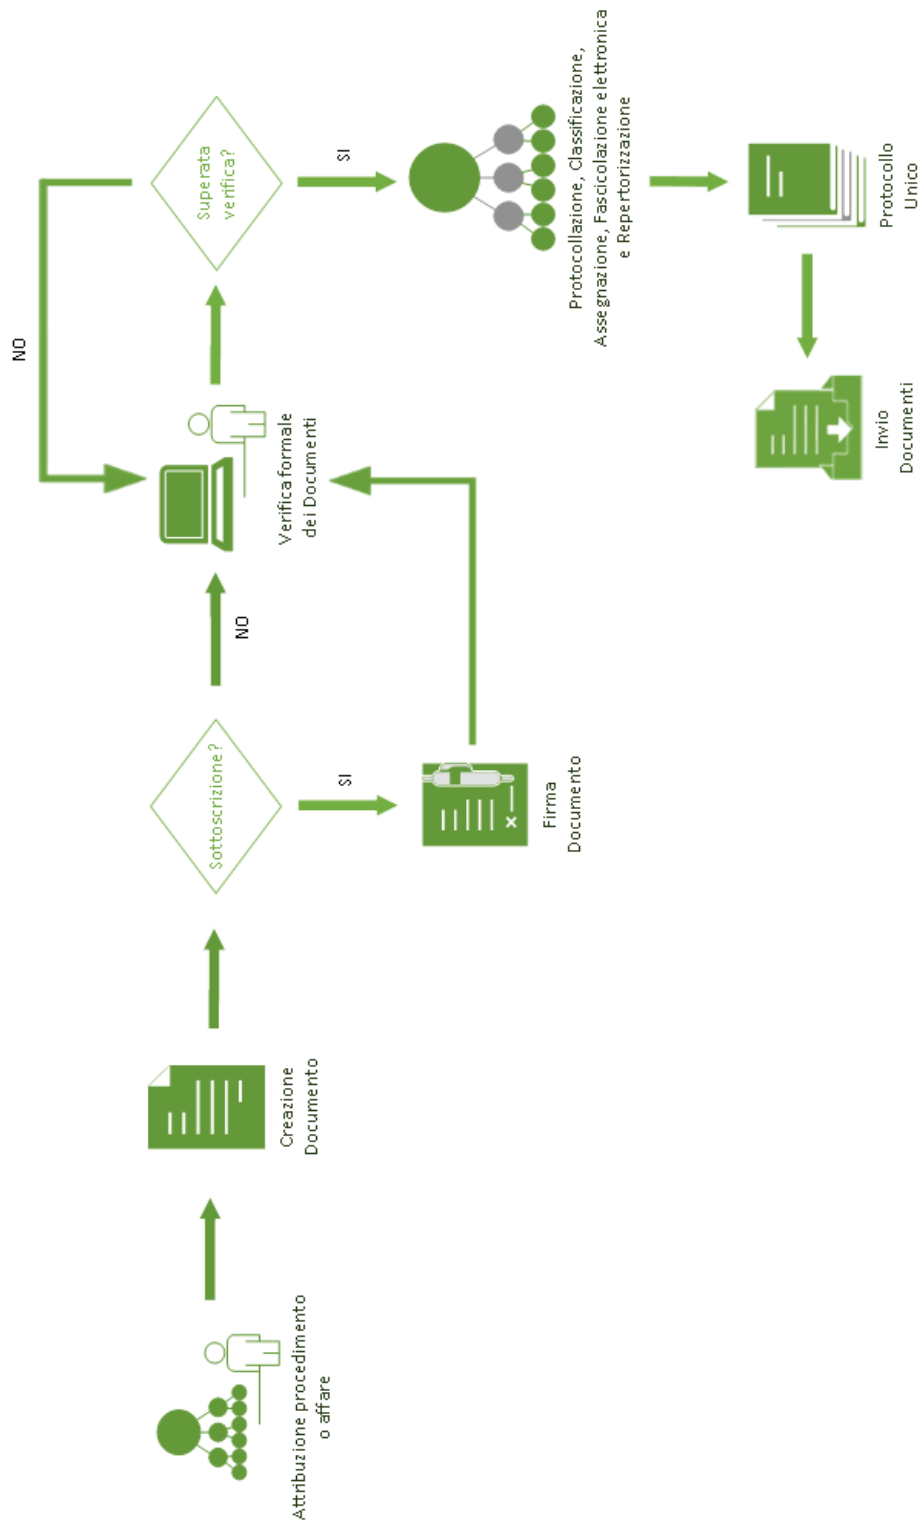 Attribuzione procedimento
o affare
Creazione
Documento
Sottoscrizione?
NO
SI
Firma
Documento
Verifica formale
dei Documenti
NO
Superata
verifica?
SI
Protocollazione, Classificazione,
Assegnazione, Fascicolazione elettronica
e Repertorizzazione
Protocollo
Unico
Invio
Documenti